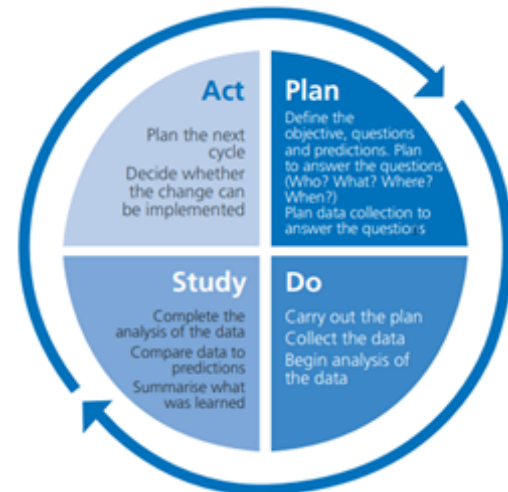 Act
Plan the next
cycle
Decide whether
the change can
be implemented
Plan
Define the
objective, questions
and predictions. Plan
to answer the questions
(Who? What? Where?
When?)
Plan data collection to
answer the questions
Study
Complete the
analysis of the data
Compare data to
predictions
Summarise what
was learned
Do
Carry out the plan
Collect the data
Begin analysis of
the data